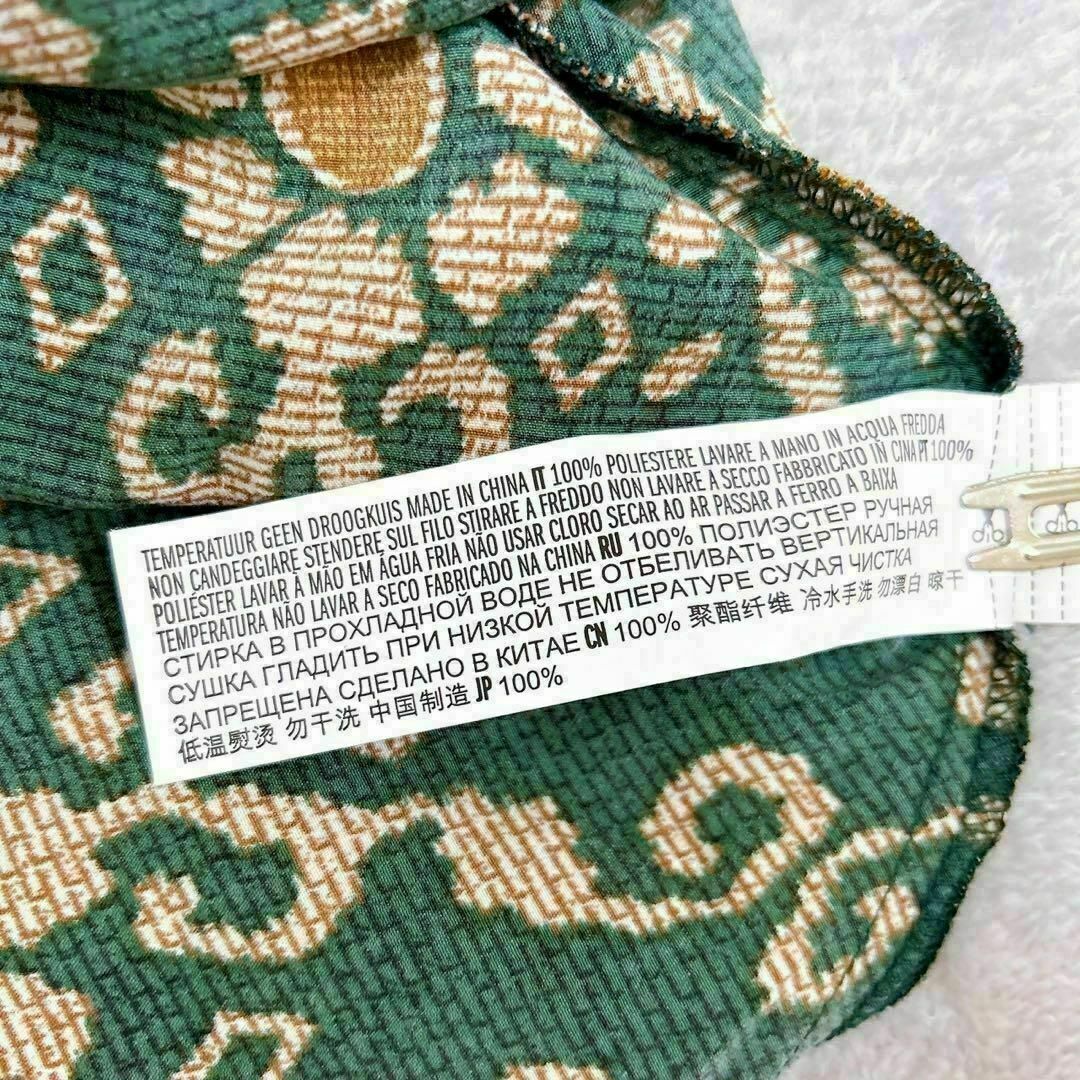 TEMPERATUUR GEEN DROOGKUIS MADE IN CHINA IT 100% POLIESTERE LAVARE A MANO IN ACQUA FREDDA
NON CANDEGGIARE STENDERE SUL FILO STIRARE A FREDDO NON LAVARE A SECCO FABBRICATO IN CINA PT 100%
POLIÉSTER LAVAR À MÃO EM ÁGUA FRIA NÃO USAR CLORO SECAR AO AR PASSAR A FERRO A BAIXA
TEMPERATURA NÃO LAVAR A SECO FABRICADO NA CHINA RU 100% ПОЛИЭСТЕР РУЧНАЯ
СТИРКА В ПРОХЛАДНОЙ ВОДЕ НЕ ОТБЕЛИВАТЬ ВЕРТИКАЛЬНАЯ
СУШКА ГЛАДИТЬ ПРИ НИЗКОЙ ТЕМПЕРАТУРЕ СУХАЯ ЧИСТКА
ЗАПРЕЩЕНА СДЕЛАНО В КИТАЕ CN 100% 聚酯纤维 冷水手洗 勿漂白 晾干
低温熨烫 勿干洗 中国制造 JP 100%